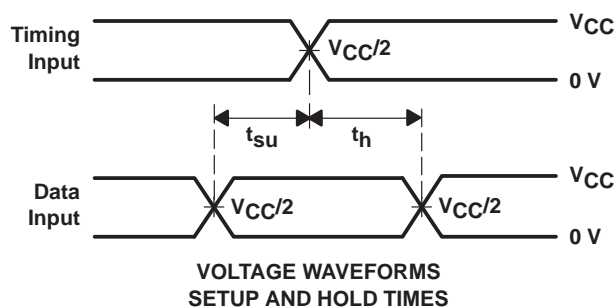 Timing
Input
VCC/2
VCC
0 V
tsu
th
Data
Input
VCC/2
VCC/2
VCC
0 V
VOLTAGE WAVEFORMS
SETUP AND HOLD TIMES